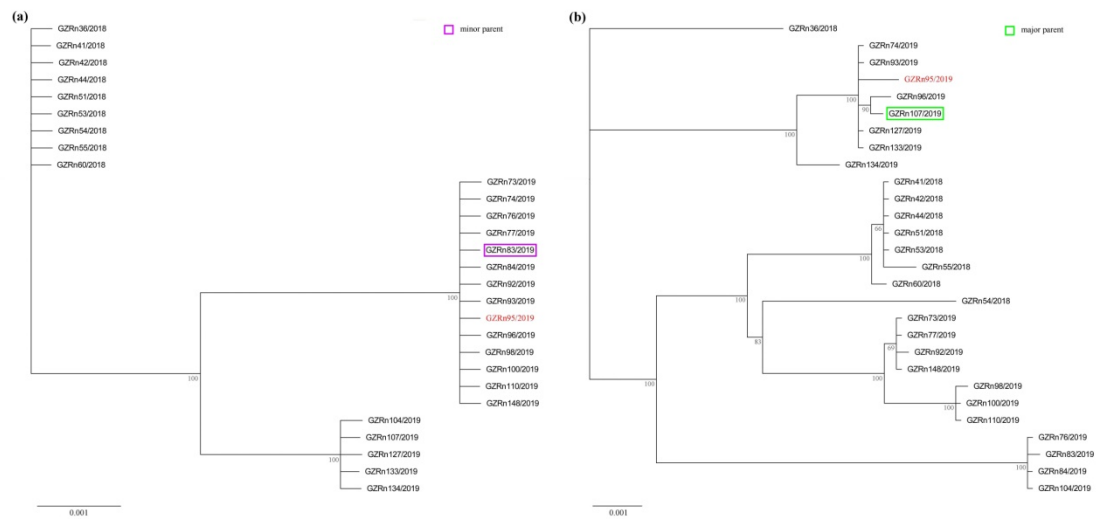 (a)
minor parent
GZRn36/2018
GZRn41/2018
GZRn42/2018
GZRn44/2018
GZRn51/2018
GZRn53/2018
GZRn54/2018
GZRn55/2018
GZRn60/2018
GZRn73/2019
GZRn74/2019
GZRn76/2019
GZRn77/2019
GZRn83/2019
GZRn84/2019
GZRn92/2019
GZRn93/2019
100
GZRn95/2019
GZRn96/2019
GZRn98/2019
GZRn100/2019
100
GZRn110/2019
GZRn148/2019
GZRn104/2019
GZRn107/2019
GZRn127/2019
100
GZRn133/2019
GZRn134/2019
0.001
(b)
major parent
GZRn36/2018
GZRn74/2019
GZRn93/2019
GZRn95/2019
GZRn96/2019
100
90
GZRn107/2019
GZRn127/2019
100
GZRn133/2019
GZRn134/2019
GZRn41/2018
GZRn42/2018
GZRn44/2018
66
GZRn51/2018
GZRn53/2018
100
GZRn55/2018
GZRn60/2018
100
GZRn54/2018
GZRn73/2019
GZRn77/2019
83
69
GZRn92/2019
GZRn148/2019
100
100
GZRn98/2019
GZRn100/2019
100
GZRn110/2019
GZRn76/2019
GZRn83/2019
100
GZRn84/2019
GZRn104/2019
0.001